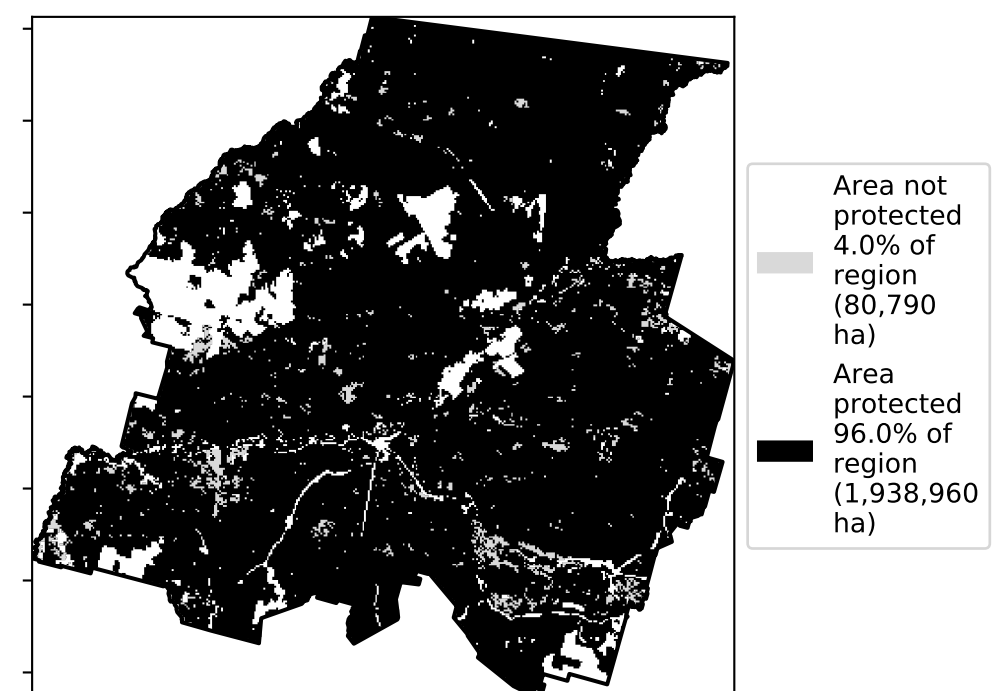 Area not
protected
4.0% of
region
(80,790
ha)
Area
protected
96.0% of
region
(1,938,960
ha)